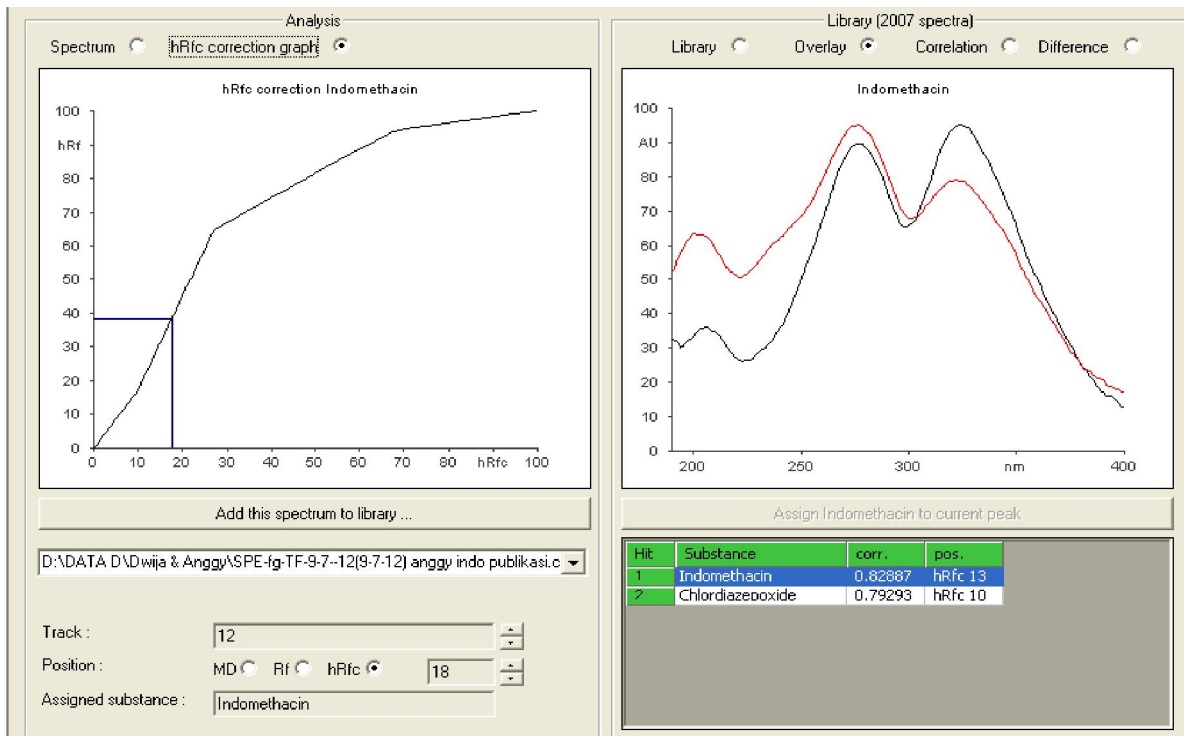 Analysis
Spectrum hRfc correction graph
hRfc correction Indomethacin
100
hRf
80
70
60
50
40
30
20
10
0
0 10 20 30 40 50 60 70 80 hRfc 100
Add this spectrum to library ...
D:\DATA D\Dwija & Anggy\SPE-fg-TF-9-7--12(9-7-12) anggy indo publikasi.c
Track : 12
Position : MD Rf hRfc 18
Assigned substance : Indomethacin
Library (2007 spectra)
Library Overlay Correlation Difference
Indomethacin
100
AU
80
70
60
50
40
30
20
10
0
200 250 300 nm 400
Assign Indomethacin to current peak
Hit Substance corr. pos.
1 Indomethacin 0.82887 hRfc 13
2 Chlordiazepoxide 0.79293 hRfc 10